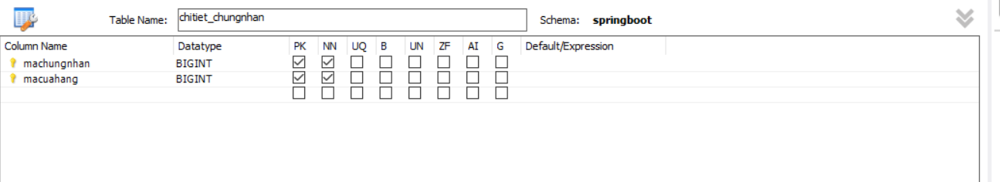 Table Name: chitiet_chungnhan Schema: springboot
Column Name Datatype PK NN UQ B UN ZF AI G Default/Expression
machungnhan BIGINT
macuahang BIGINT